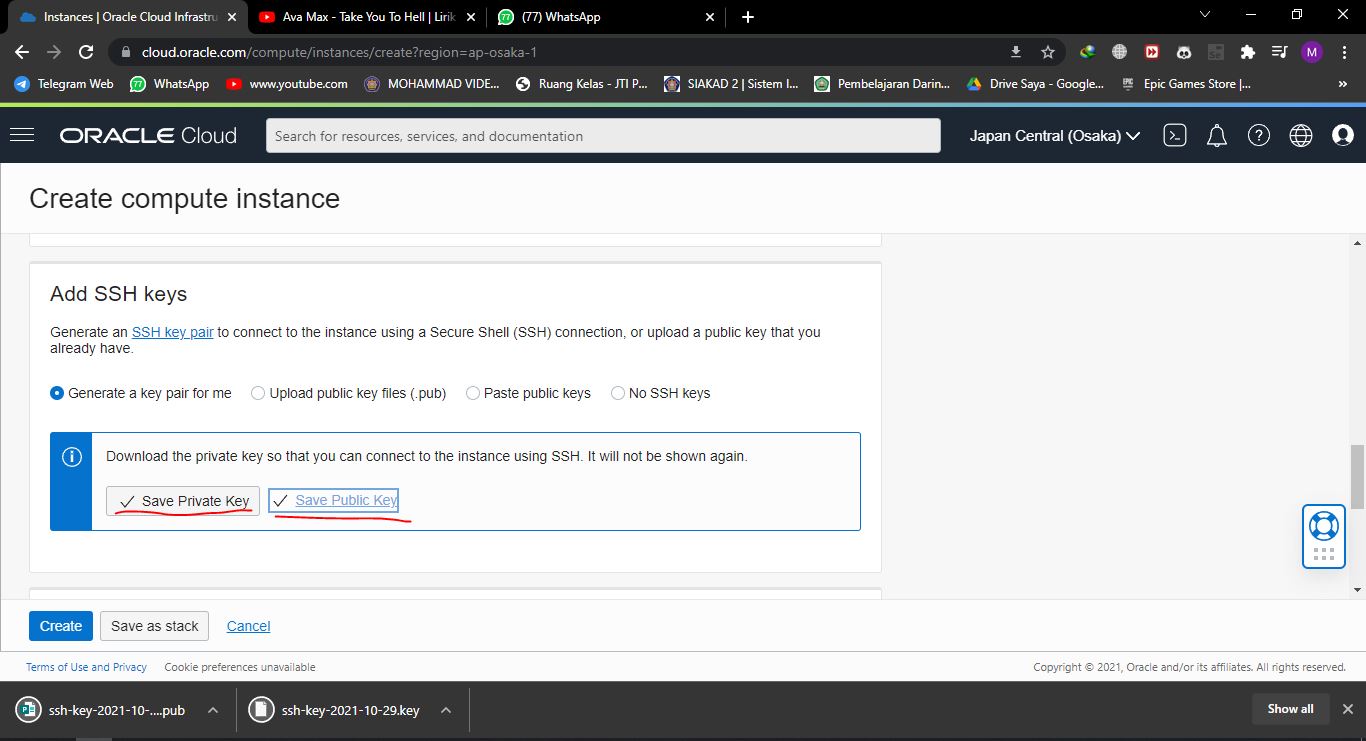 Instances | Oracle Cloud Infrastru
Ava Max - Take You To Hell | Lirik
77
(77) WhatsApp
cloud.oracle.com/compute/instances/create?region=ap-osaka-1
M
Telegram Web
77
WhatsApp
www.youtube.com
MOHAMMAD VIDE...
Ruang Kelas - JTI P...
SIAKAD 2 | Sistem I...
Pembelajaran Darin...
Drive Saya - Google...
Epic Games Store |...
»
ORACLE Cloud
Search for resources, services, and documentation
Japan Central (Osaka)
Create compute instance
Add SSH keys
Generate an SSH key pair to connect to the instance using a Secure Shell (SSH) connection, or upload a public key that you
already have.
Generate a key pair for me
Upload public key files (.pub)
Paste public keys
No SSH keys
Download the private key so that you can connect to the instance using SSH. It will not be shown again.
Save Private Key
Save Public Key
Create
Save as stack
Cancel
Terms of Use and Privacy
Cookie preferences unavailable
Copyright © 2021, Oracle and/or its affiliates. All rights reserved.
ssh-key-2021-10-....pub
ssh-key-2021-10-29.key
Show all